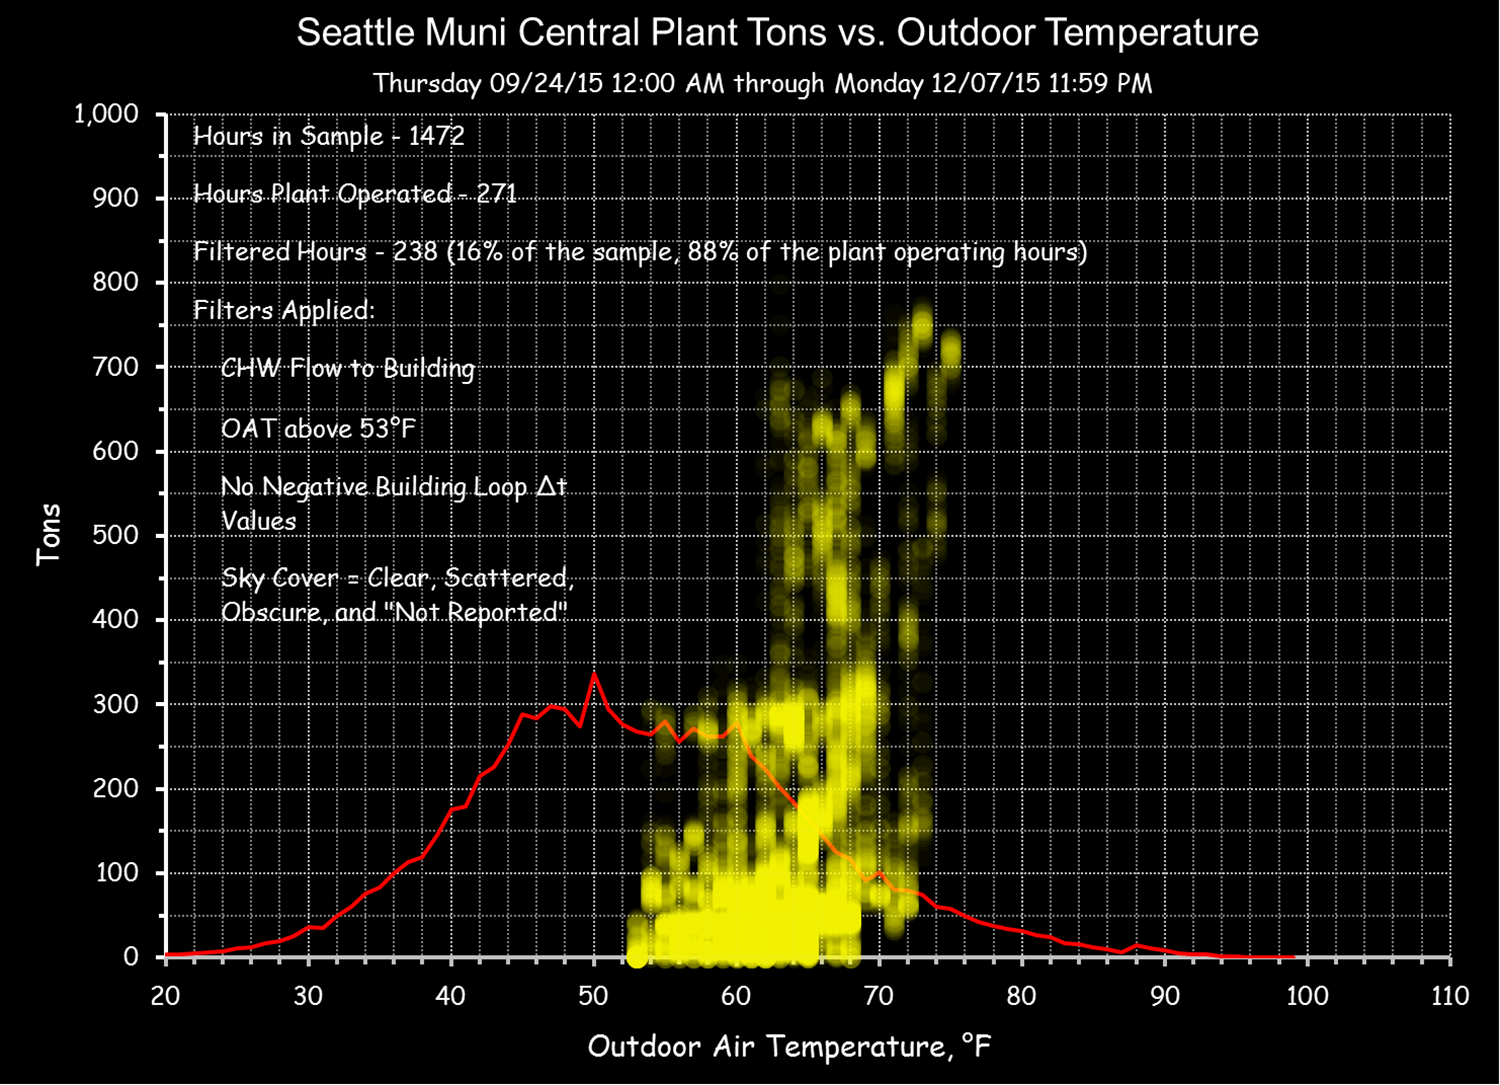 Seattle Muni Central Plant Tons vs. Outdoor Temperature
Thursday 09/24/15 12:00 AM through Monday 12/07/15 11:59 PM
1,000
900
800
700
600
500
400
300
200
100
0
Tons
Hours in Sample - 1472
Hours Plant Operated - 271
Filtered Hours - 238 (16% of the sample, 88% of the plant operating hours)
Filters Applied:
CHW Flow to Building
OAT above 53°F
No Negative Building Loop Δt
Values
Sky Cover = Clear, Scattered,
Obscure, and "Not Reported"
20 30 40 50 60 70 80 90 100 110
Outdoor Air Temperature, °F